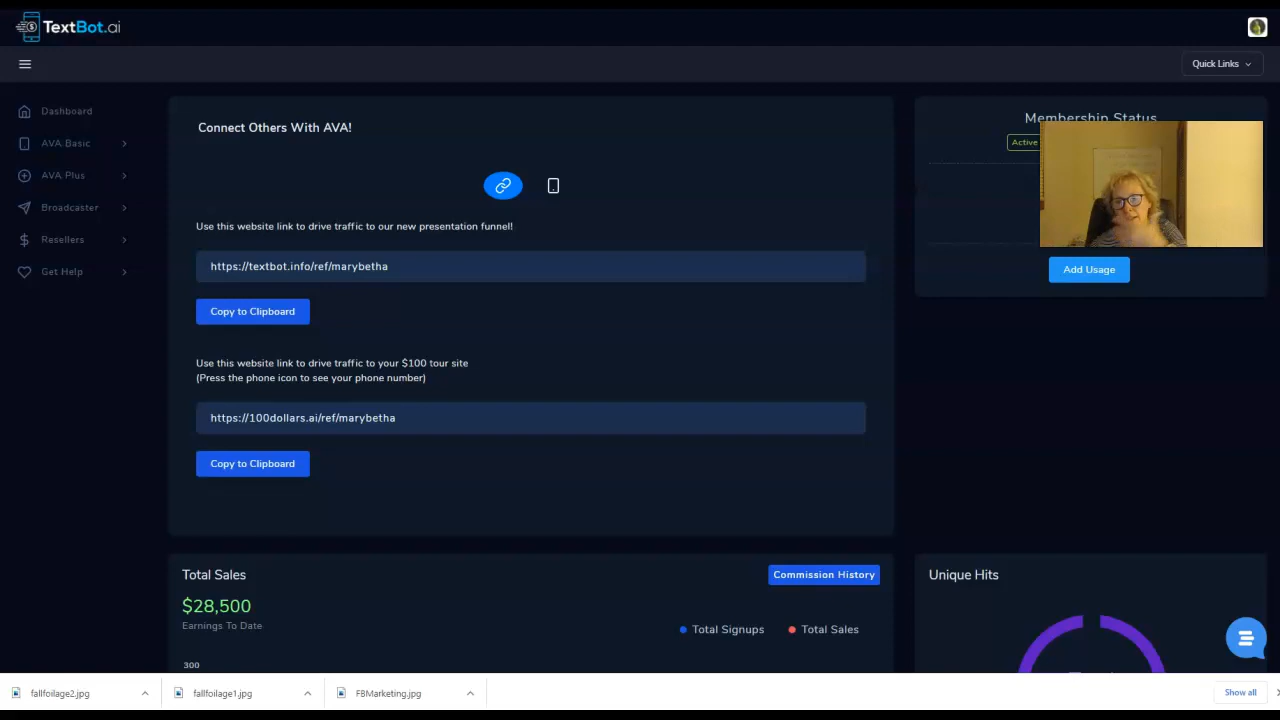 TextBot.ai
Quick Links
Dashboard
AVA Basic
AVA Plus
Broadcaster
Resellers
Get Help
Connect Others With AVA!
Use this website link to drive traffic to our new presentation funnel!
https://textbot.info/ref/marybetha
Copy to Clipboard
Use this website link to drive traffic to your $100 tour site
(Press the phone icon to see your phone number)
https://100dollars.ai/ref/marybetha
Copy to Clipboard
Membership Status
Active
Add Usage
Total Sales
Commission History
$28,500
Earnings To Date
Total Signups
Total Sales
300
Unique Hits
fallfoilage2.jpg
fallfoilage1.jpg
FBMarketing.jpg
Show all